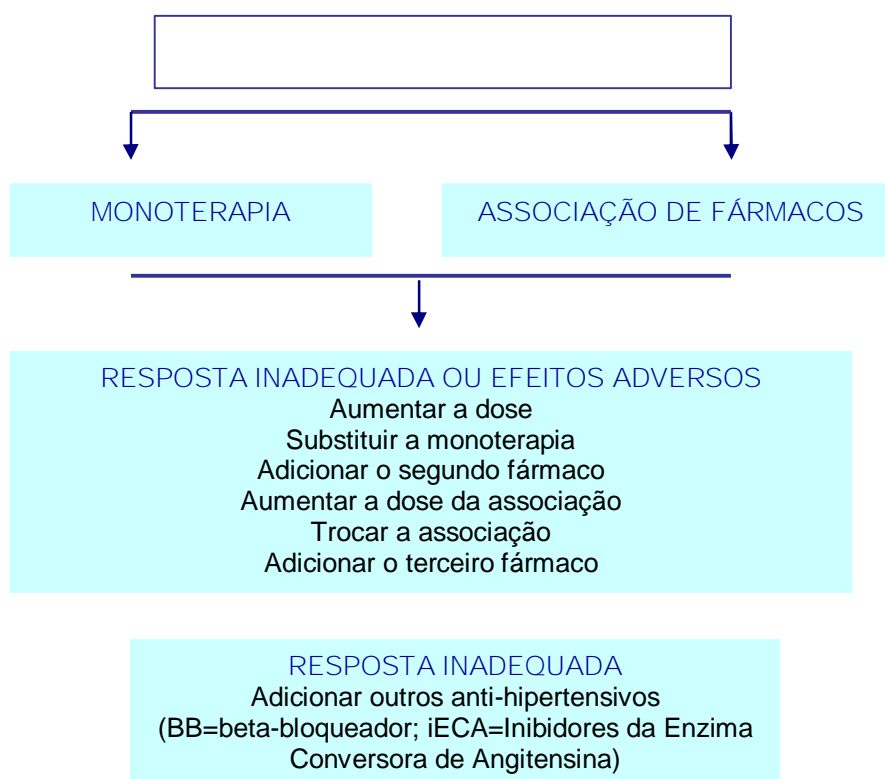 MONOTERAPIA
ASSOCIAÇÃO DE FÁRMACOS
RESPOSTA INADEQUADA OU EFEITOS ADVERSOS
Aumentar a dose
Substituir a monoterapia
Adicionar o segundo fármaco
Aumentar a dose da associação
Trocar a associação
Adicionar o terceiro fármaco
RESPOSTA INADEQUADA
Adicionar outros anti-hipertensivos
(BB=beta-bloqueador; iECA=Inibidores da Enzima
Conversora de Angitensina)